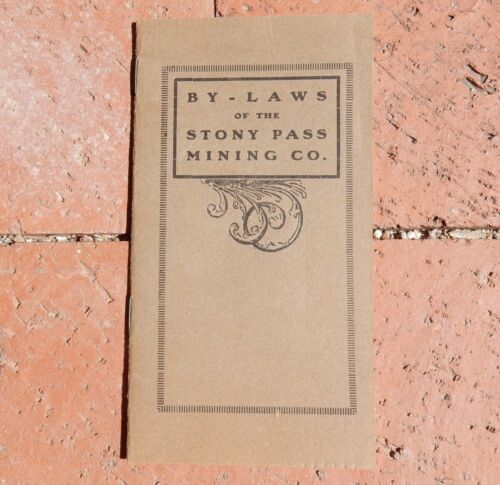 BY-LAWS
OF THE
STONY PASS
MINING CO.